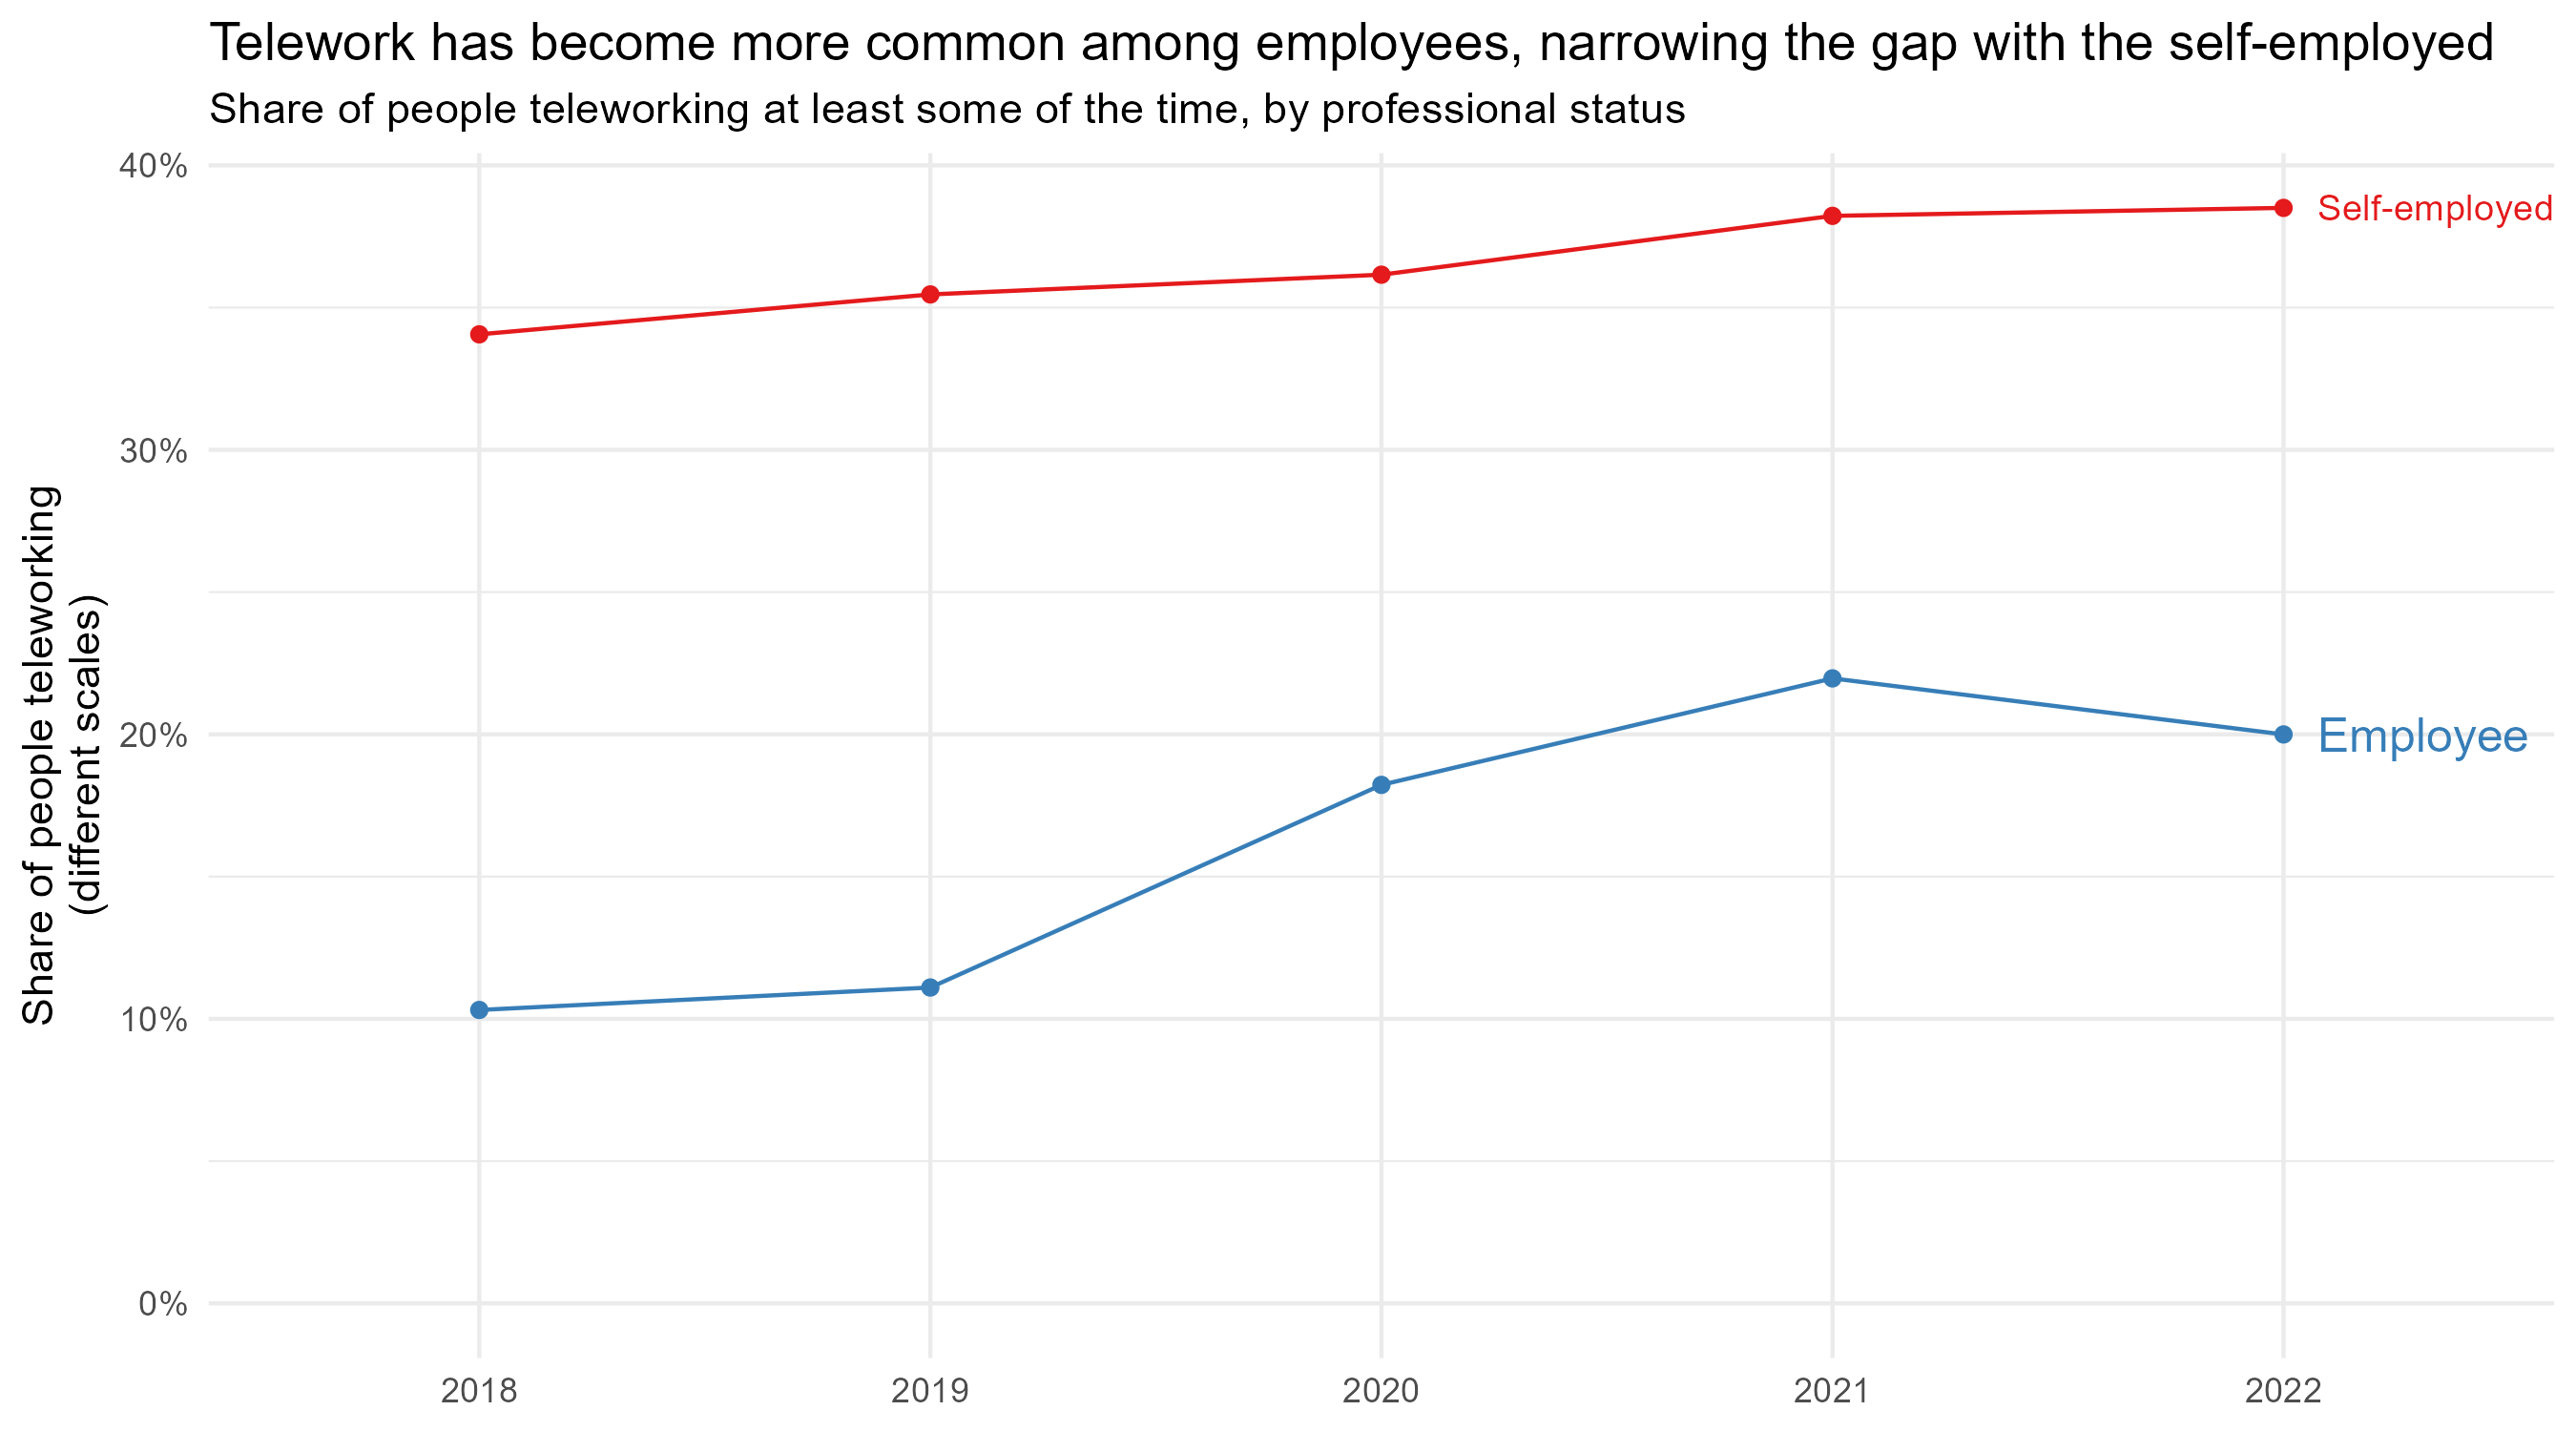 Telework has become more common among employees, narrowing the gap with the self-employed
Share of people teleworking at least some of the time, by professional status
Share of people teleworking
(different scales)
40%
30%
20%
10%
0%
Self-employed
Employee
2018
2019
2020
2021
2022